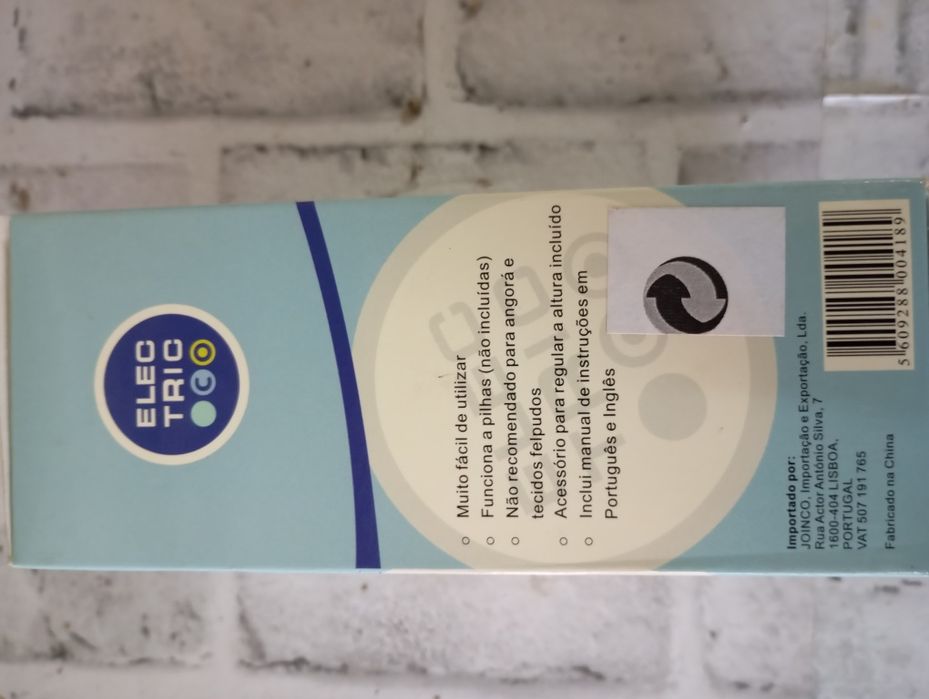 ELEC
TRIC
Muito fácil de utilizar
Funciona a pilhas (não incluídas)
Não recomendado para angorá e
tecidos felpudos
Acessório para regular a altura incluído
Inclui manual de instruções em
Português e Inglês
Importado por:
JOINCO, Importação e Exportação, Lda.
Rua Actor António Silva, 7
1600-404 LISBOA,
PORTUGAL
VAT 507 191 765
Fabricado na China
5 609288 004189